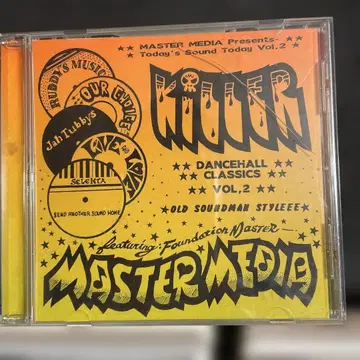 ★★ MASTER MEDIA Presents- ★★
★ Today's Sound Today Vol.2 ★
KILLER
★★ DANCEHALL ★★
★★ CLASSICS ★★
VOL,2
★OLD SOUNDMAN STYLEEE★
featuring: Foundation Master
MASTER MEDIA
RUDDY'S MUSIC
OUR CHOICE
Jah Tubbys
SELEKTA
SEND ANOTHER SOUND HOME